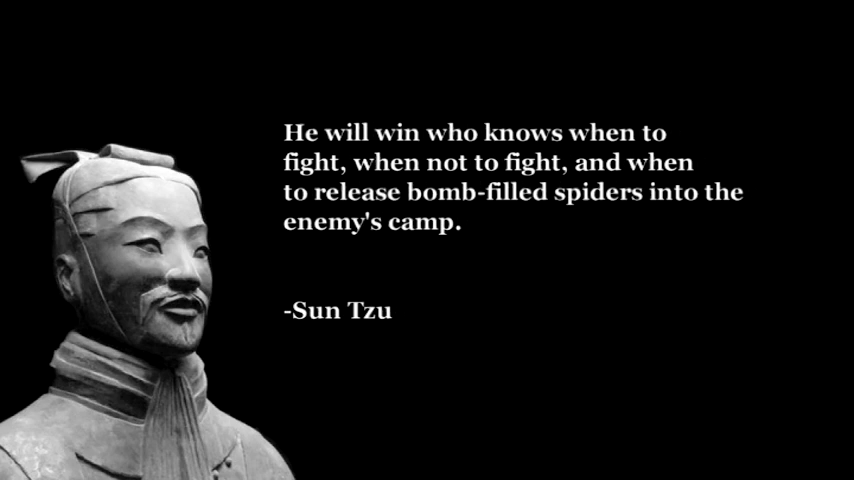 He will win who knows when to
fight, when not to fight, and when
to release bomb-filled spiders into the
enemy's camp.
-Sun Tzu